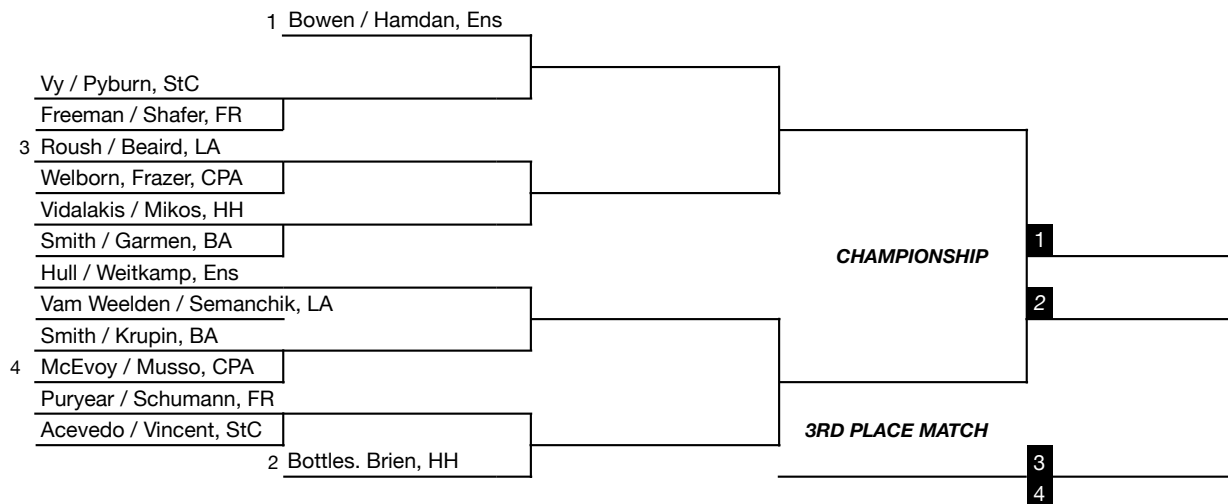 1 Bowen / Hamdan, Ens
Vy / Pyburn, StC
Freeman / Shafer, FR
3 Roush / Beaird, LA
Welborn, Frazer, CPA
Vidalakis / Mikos, HH
Smith / Garmen, BA
1
CHAMPIONSHIP
Hull / Weitkamp, Ens
Vam Weelden / Semanchik, LA
2
Smith / Krupin, BA
4 McEvoy / Musso, CPA
Puryear / Schumann, FR
Acevedo / Vincent, StC
3RD PLACE MATCH
2 Bottles. Brien, HH
3
4